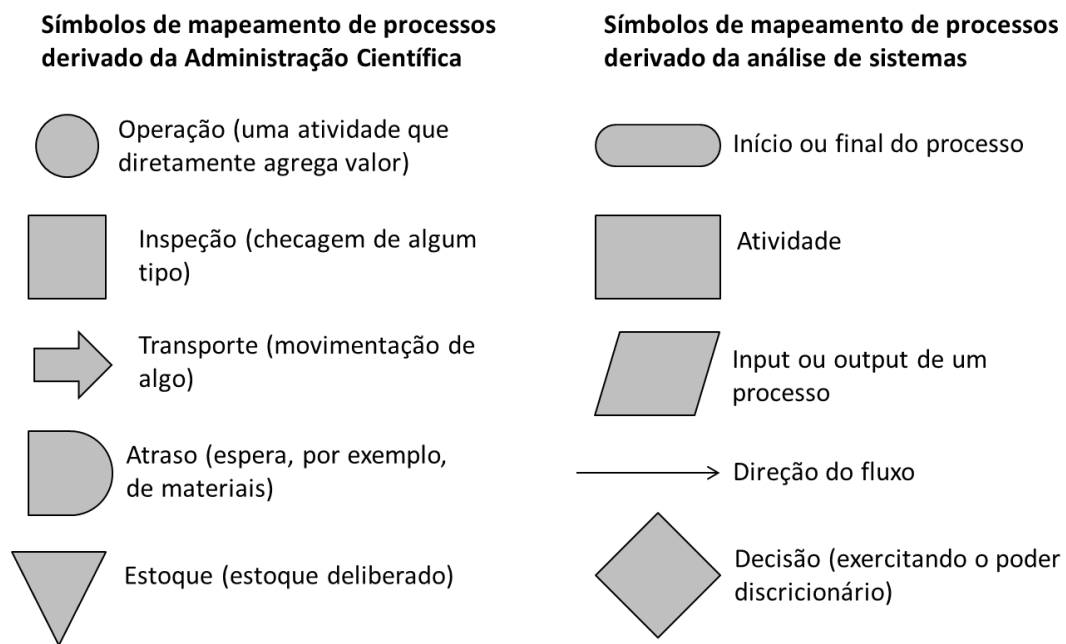 Símbolos de mapeamento de processos
derivado da Administração Científica
Operação (uma atividade que
diretamente agrega valor)
Inspeção (checagem de algum
tipo)
Transporte (movimentação de
algo)
Atraso (espera, por exemplo,
de materiais)
Estoque (estoque deliberado)
Símbolos de mapeamento de processos
derivado da análise de sistemas
Início ou final do processo
Atividade
Input ou output de um
processo
Direção do fluxo
Decisão (exercitando o poder
discricionário)